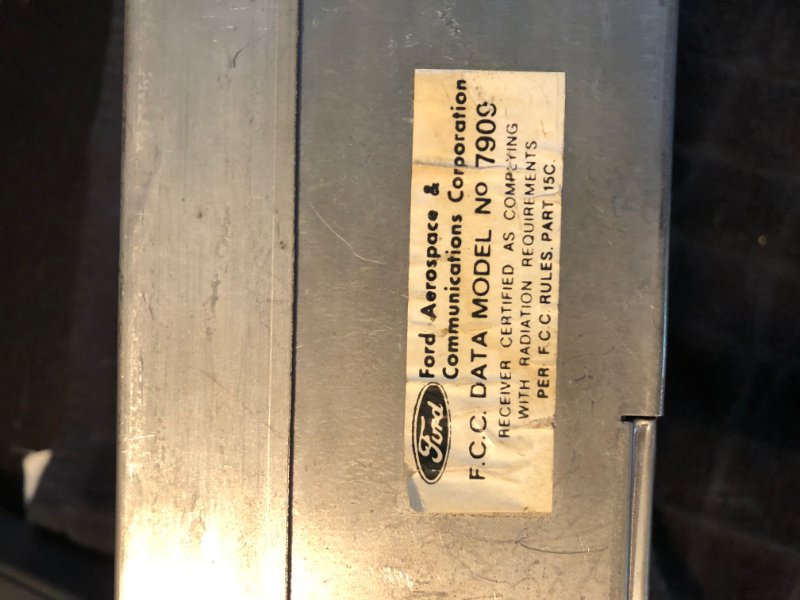 Ford
Ford Aerospace &
Communications Corporation
F.C.C. DATA MODEL Nº 7909
RECEIVER CERTIFIED AS COMPLYING
WITH RADIATION REQUIREMENTS
PER F.C.C RULES. PART 15C.